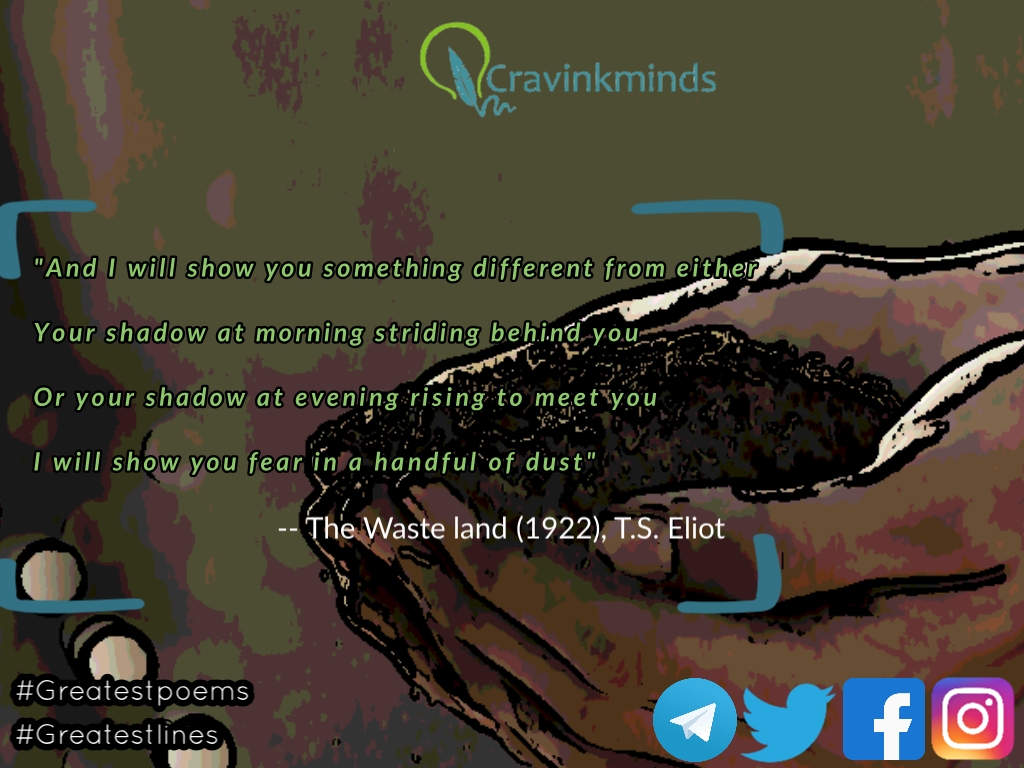 Cravinkminds
"And I will show you something different from either
Your shadow at morning striding behind you
Or your shadow at evening rising to meet you
I will show you fear in a handful of dust"
-- The Waste land (1922), T.S. Eliot
#Greatestpoems
#Greatestlines